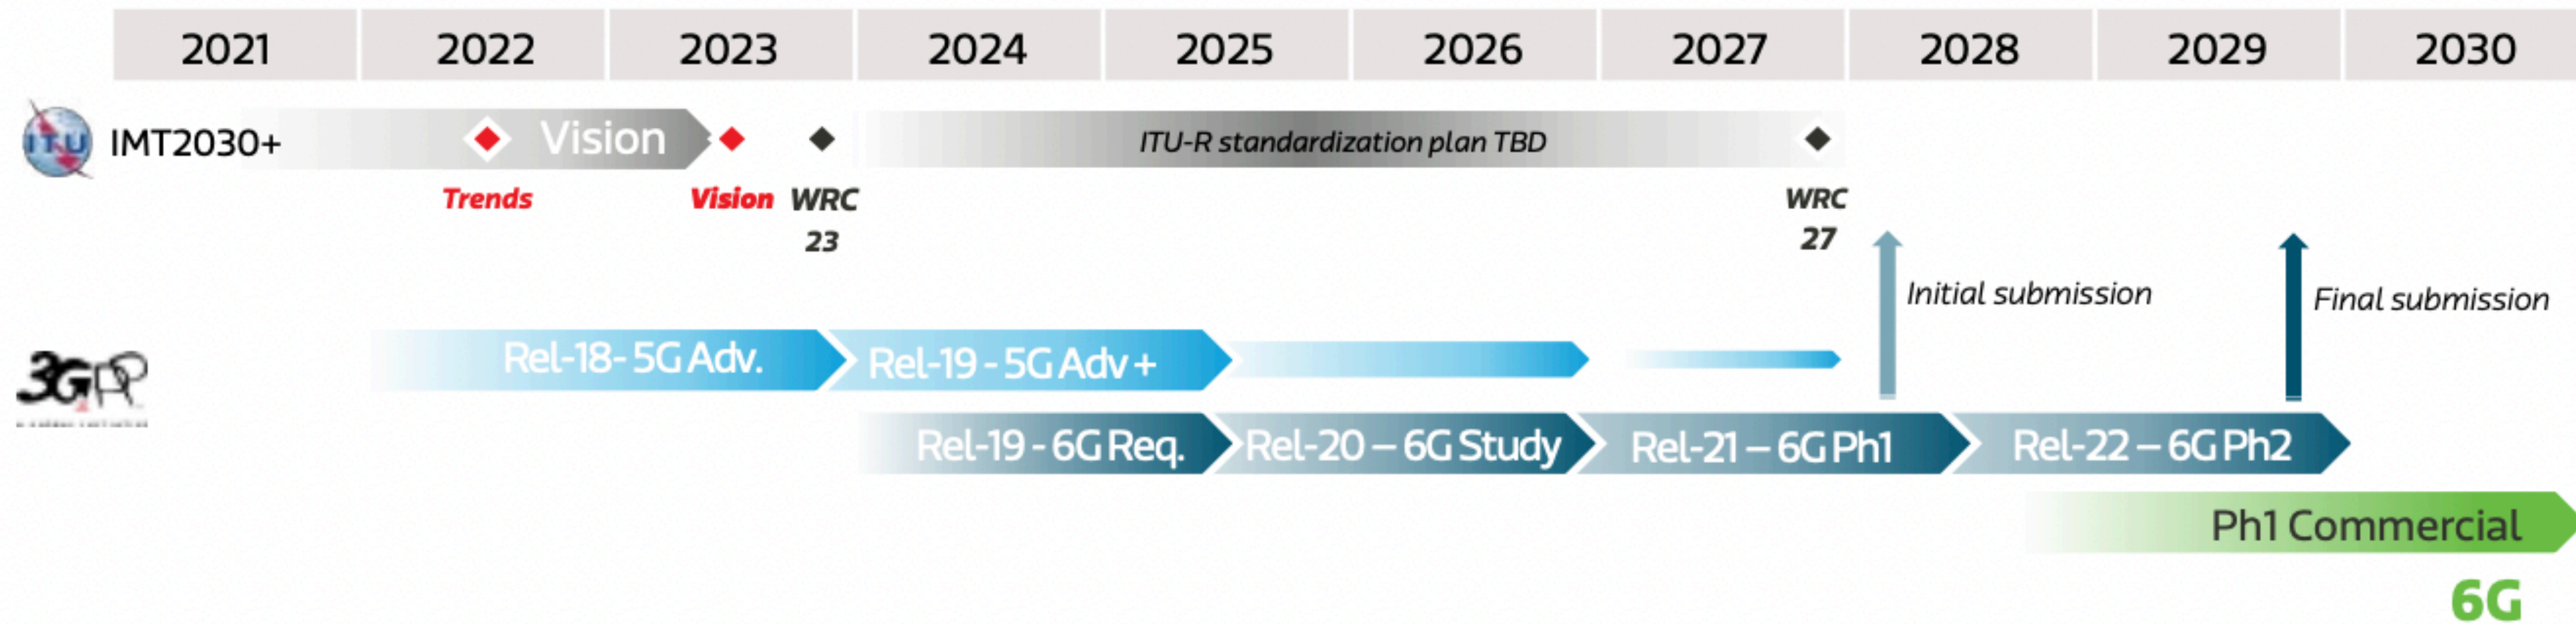 2021 2022 2023 2024 2025 2026 2027 2028 2029 2030
ITU IMT2030+ Vision ITU-R standardization plan TBD
Trends Vision WRC WRC
23 27
Initial submission Final submission
3GPP Rel-18- 5G Adv. Rel-19 - 5G Adv +
Rel-19 - 6G Req. Rel-20 – 6G Study Rel-21 – 6G Ph1 Rel-22 – 6G Ph2
Ph1 Commercial
6G